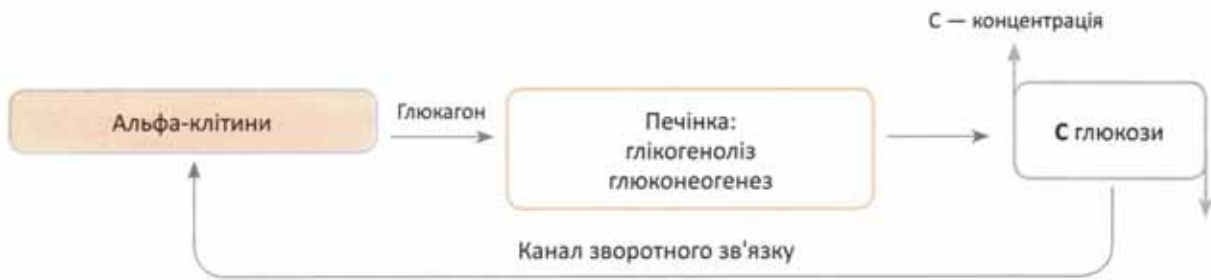 С — концентрація
Альфа-клітини
Глюкагон
Печінка:
глікогеноліз
глюконеогенез
С глюкози
Канал зворотного зв'язку